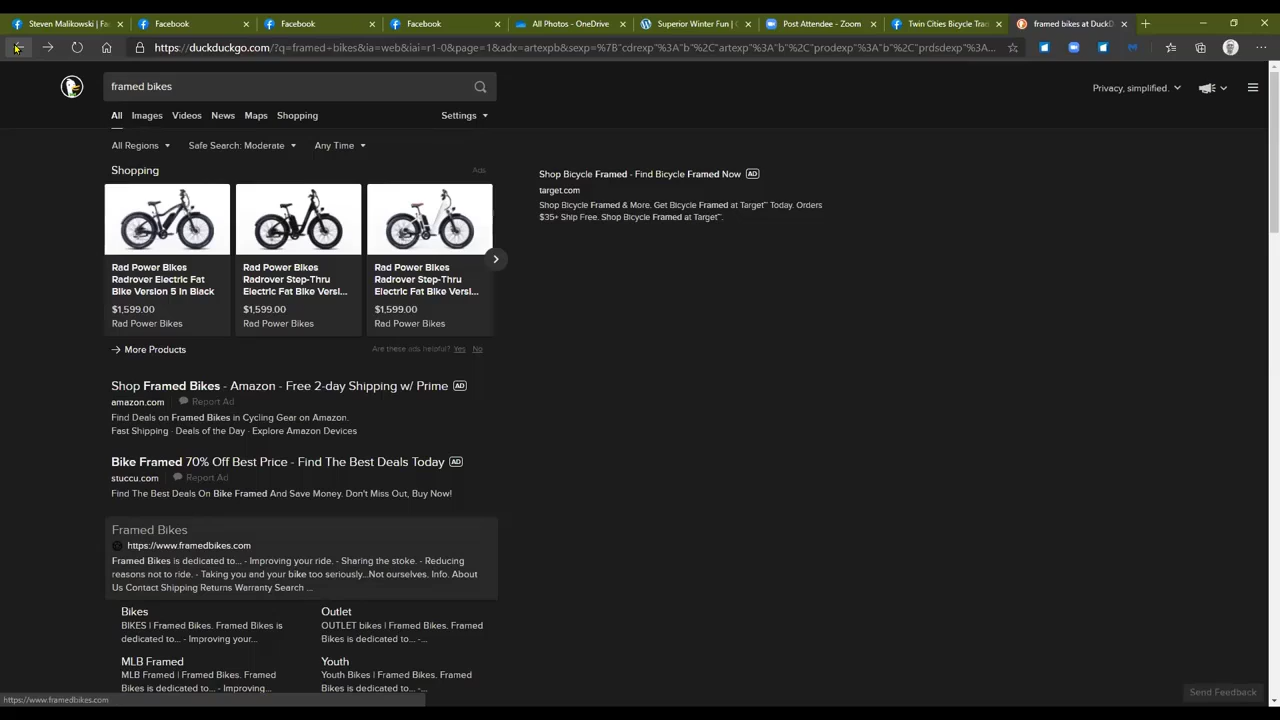 Steven Malikowski | Fa
Facebook
Facebook
Facebook
All Photos - OneDrive
Superior Winter Fun | C
Post Attendee - Zoom
Twin Cities Bicycle Tra
framed bikes at DuckD
https://duckduckgo.com/?q=framed+bikes&ia=web&iai=r1-0&page=1&adx=artexpb&sexp=%7B"cdrexp"%3A"b"%2C"artexp"%3A"b"%2C"prodexp"%3A"b"%2C"prdsdexp"%3A"c...
framed bikes
Privacy, simplified.
All Images Videos News Maps Shopping Settings
All Regions Safe Search: Moderate Any Time
Shopping
Ads
Rad Power Bikes
Radrover Electric Fat
Bike Version 5 In Black
$1,599.00
Rad Power Bikes
Rad Power Bikes
Radrover Step-Thru
Electric Fat Bike Versi...
$1,599.00
Rad Power Bikes
Rad Power Bikes
Radrover Step-Thru
Electric Fat Bike Versi...
$1,599.00
Rad Power Bikes
More Products
Are these ads helpful? Yes No
Shop Bicycle Framed - Find Bicycle Framed Now AD
target.com
Shop Bicycle Framed & More. Get Bicycle Framed at Target™ Today. Orders
$35+ Ship Free. Shop Bicycle Framed at Target™.
Shop Framed Bikes - Amazon - Free 2-day Shipping w/ Prime AD
amazon.com Report Ad
Find Deals on Framed Bikes in Cycling Gear on Amazon.
Fast Shipping · Deals of the Day · Explore Amazon Devices
Bike Framed 70% Off Best Price - Find The Best Deals Today AD
stuccu.com Report Ad
Find The Best Deals On Bike Framed And Save Money. Don't Miss Out, Buy Now!
Framed Bikes
https://www.framedbikes.com
Framed Bikes is dedicated to... - Improving your ride. - Sharing the stoke. - Reducing
reasons not to ride. - Taking you and your bike too seriously...Not ourselves. Info. About
Us Contact Shipping Returns Warranty Search ...
Bikes
BIKES | Framed Bikes. Framed Bikes is
dedicated to... - Improving your...
Outlet
OUTLET bikes | Framed Bikes. Framed
Bikes is dedicated to... -...
MLB Framed
MLB Framed | Framed Bikes. Framed
Bikes is dedicated to... - Improving...
Youth
Youth Bikes | Framed Bikes. Framed
Bikes is dedicated to... -...
https://www.framedbikes.com
Send Feedback